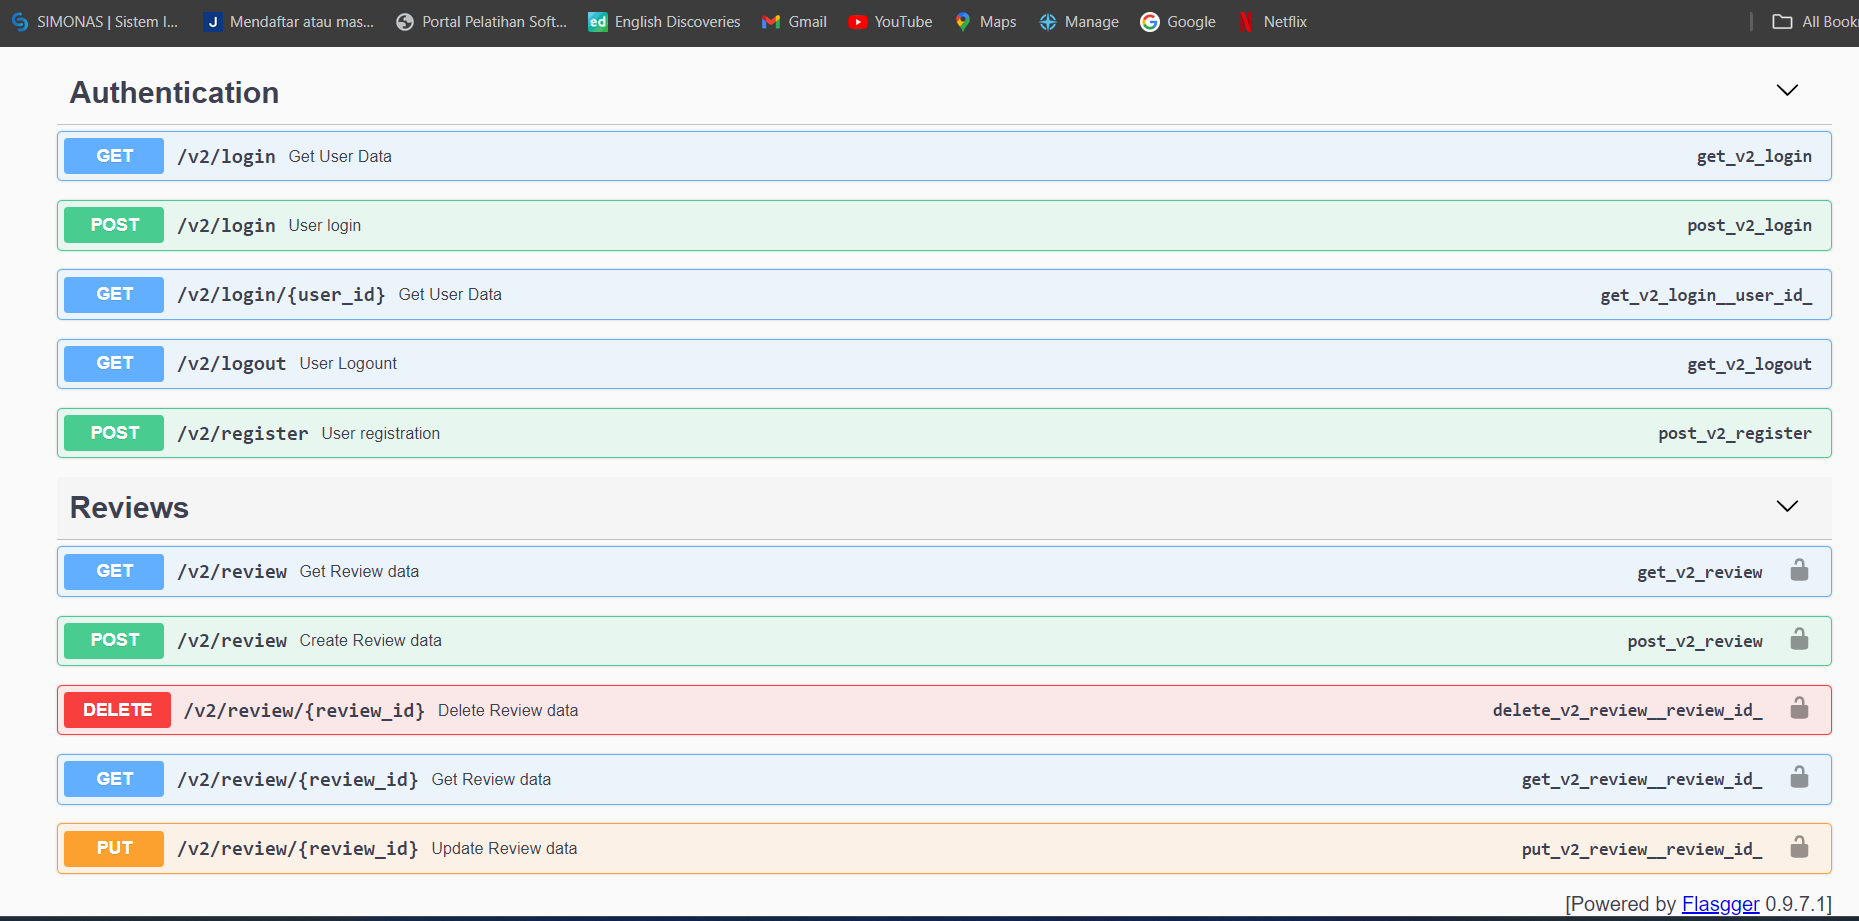 SIMONAS | Sistem I... Mendaftar atau mas... Portal Pelatihan Soft... ed English Discoveries Gmail YouTube Maps Manage Google Netflix All Book
Authentication
GET /v2/login Get User Data get_v2_login
POST /v2/login User login post_v2_login
GET /v2/login/{user_id} Get User Data get_v2_login__user_id_
GET /v2/logout User Logount get_v2_logout
POST /v2/register User registration post_v2_register
Reviews
GET /v2/review Get Review data get_v2_review
POST /v2/review Create Review data post_v2_review
DELETE /v2/review/{review_id} Delete Review data delete_v2_review__review_id_
GET /v2/review/{review_id} Get Review data get_v2_review__review_id_
PUT /v2/review/{review_id} Update Review data put_v2_review__review_id_
[Powered by Flasgger 0.9.7.1]